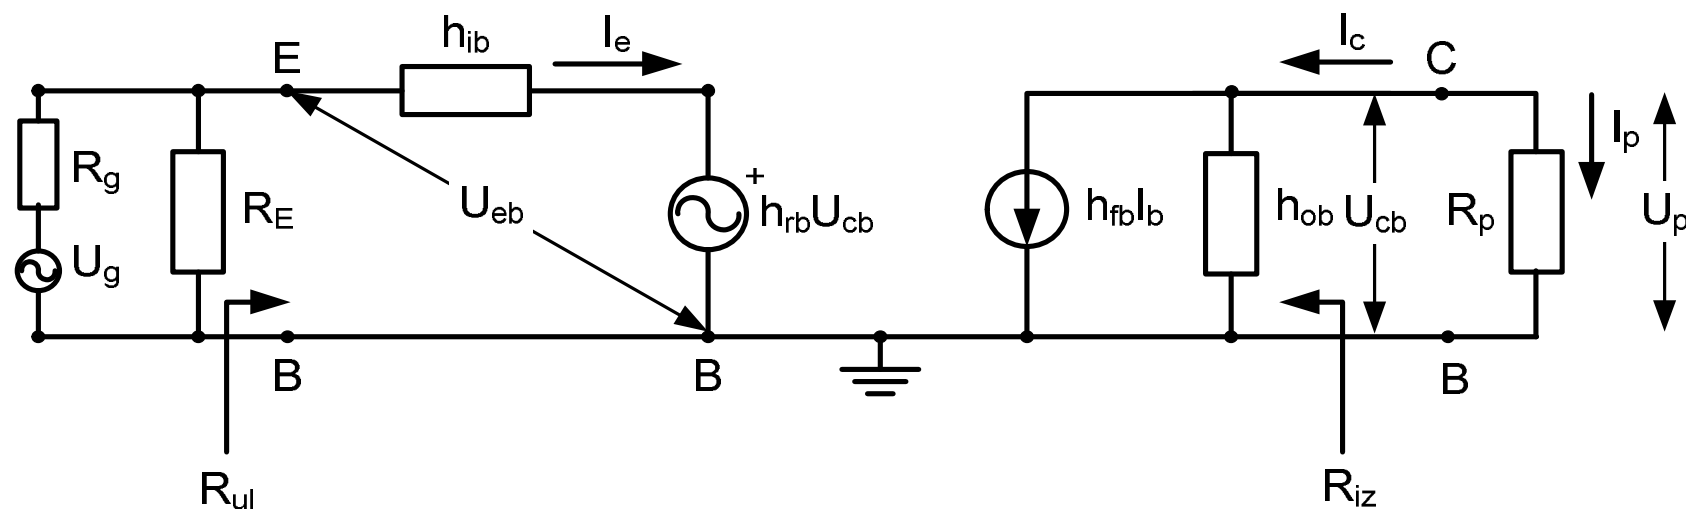 h_ib
I_e
I_c
E
C
R_g
R_E
U_eb
+
h_rbU_cb
h_fbI_b
h_ob
U_cb
R_p
I_p
U_p
U_g
B
B
B
R_ul
R_iz